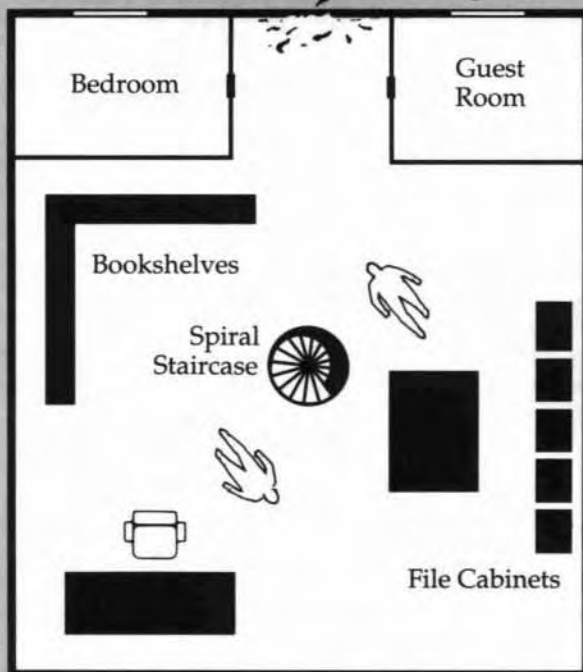 Bedroom
Guest
Room
Bookshelves
Spiral
Staircase
File Cabinets